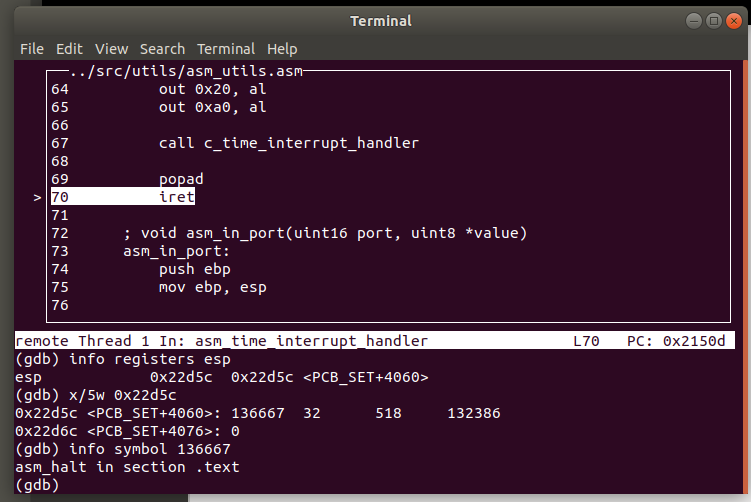 Terminal
File Edit View Search Terminal Help
../src/utils/asm_utils.asm
64 out 0x20, al
65 out 0xa0, al
66
67 call c_time_interrupt_handler
68
69 popad
> 70 iret
71
72 ; void asm_in_port(uint16 port, uint8 *value)
73 asm_in_port:
74 push ebp
75 mov ebp, esp
76
remote Thread 1 In: asm_time_interrupt_handler L70 PC: 0x2150d
(gdb) info registers esp
esp 0x22d5c 0x22d5c <PCB_SET+4060>
(gdb) x/5w 0x22d5c
0x22d5c <PCB_SET+4060>: 136667 32 518 132386
0x22d6c <PCB_SET+4076>: 0
(gdb) info symbol 136667
asm_halt in section .text
(gdb)